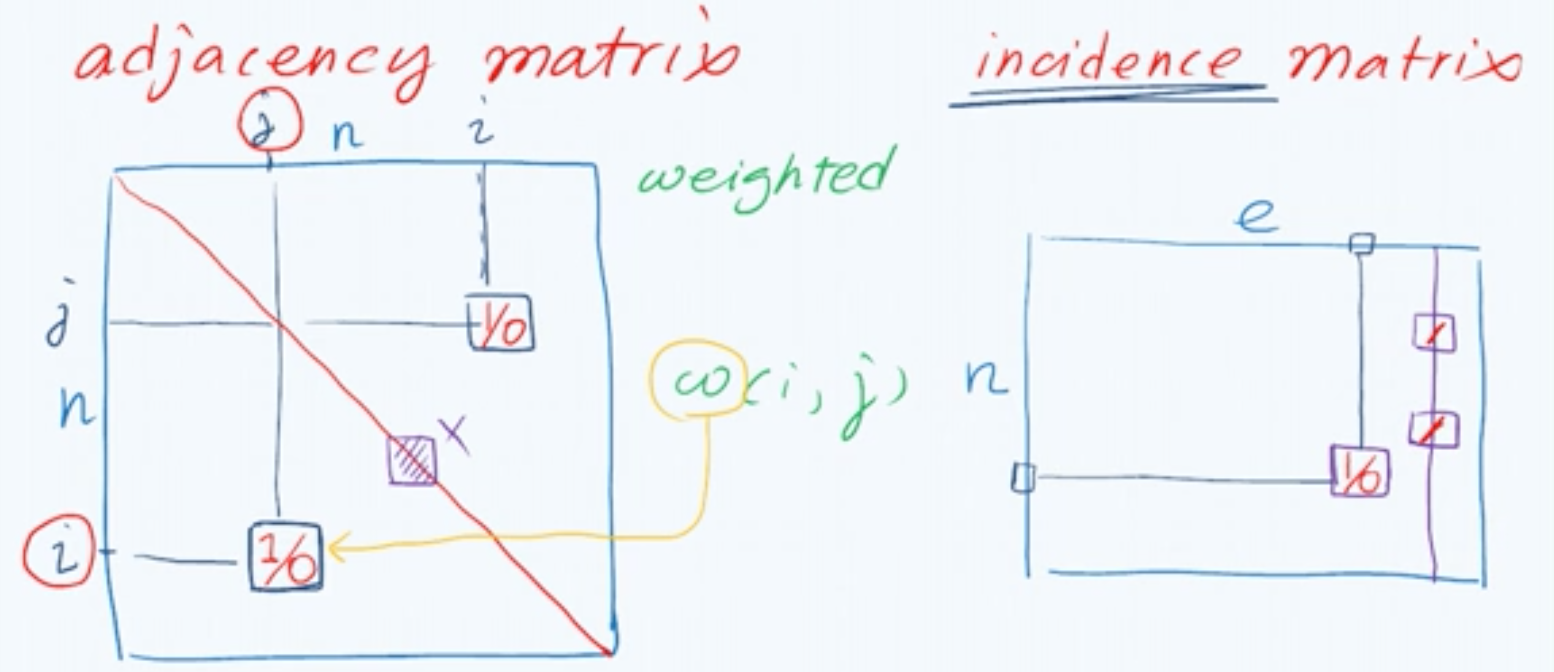 adjacency matrix
incidence matrix
j n i
weighted
e
j
1/0
n
ω(i, j)
n
x
i
1/0
1/0
1
1